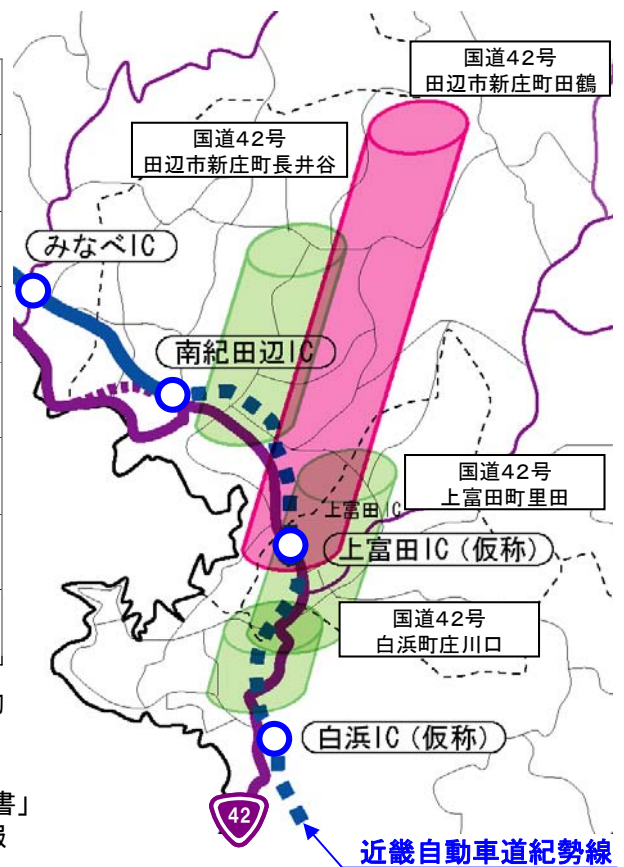 国道42号
田辺市新庄町田鶴
国道42号
田辺市新庄町長井谷
みなべIC
南紀田辺IC
国道42号
上富田町里田
上富田IC
上富田IC（仮称）
国道42号
白浜町庄川口
白浜IC（仮称）
書」
42
近畿自動車道紀勢線